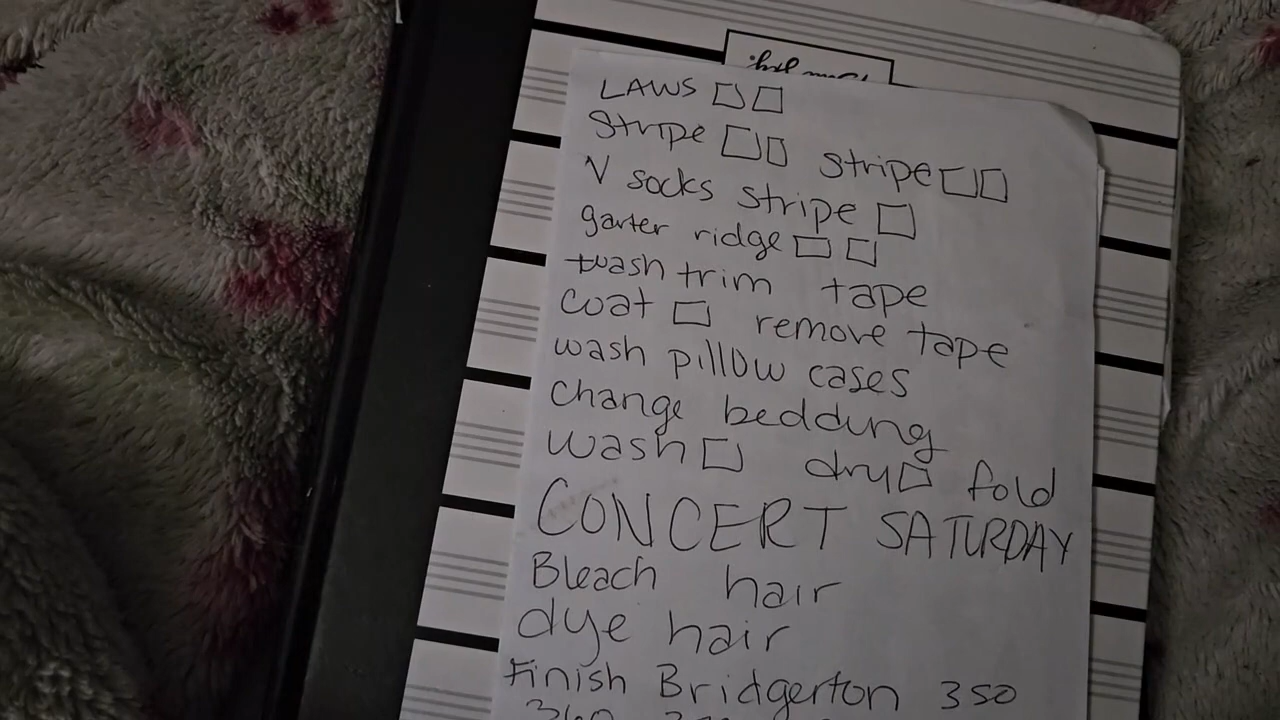 LAWS □ □
Stripe □ □ stripe □ □
V socks stripe □
garter ridge □ □
wash trim tape
coat □ remove tape
wash pillow cases
change bedding
wash □ dry □ fold
CONCERT SATURDAY
Bleach hair
dye hair
Finish Bridgerton 350
360